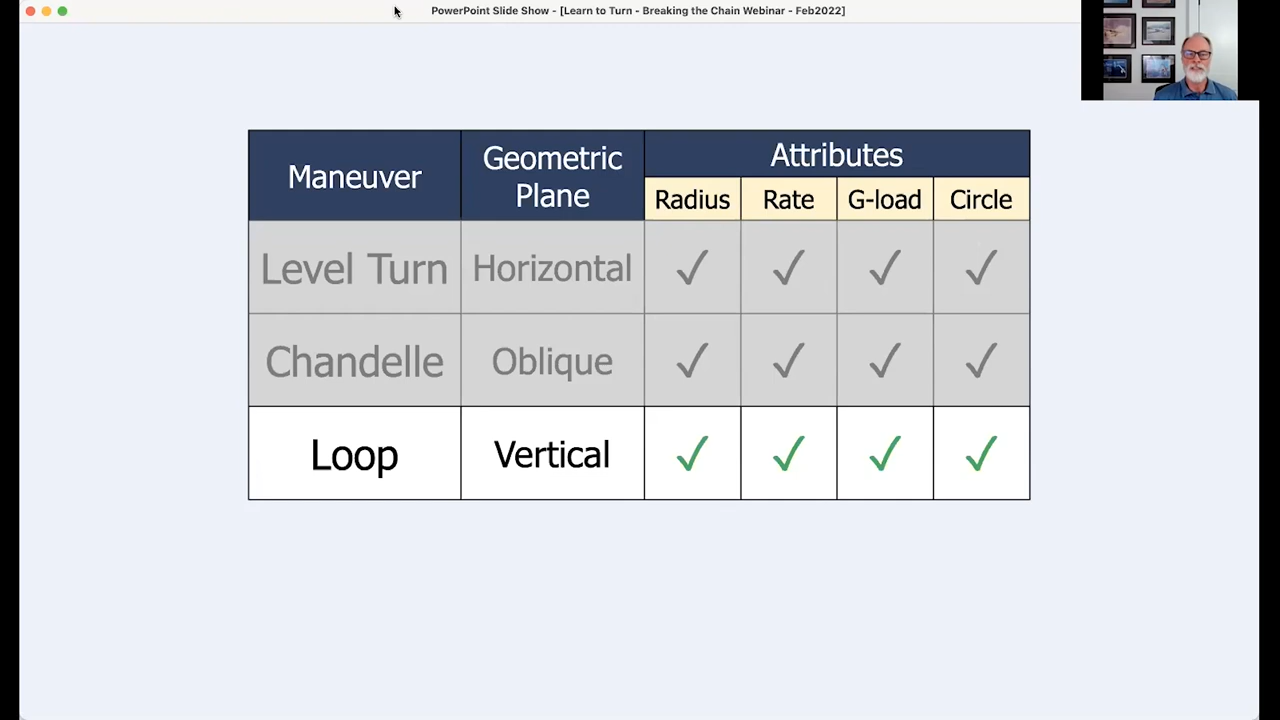 PowerPoint Slide Show - [Learn to Turn - Breaking the Chain Webinar - Feb2022]
Maneuver
Geometric
Plane
Attributes
Radius Rate G-load Circle
Level Turn Horizontal ✓ ✓ ✓ ✓
Chandelle Oblique ✓ ✓ ✓ ✓
Loop Vertical ✓ ✓ ✓ ✓